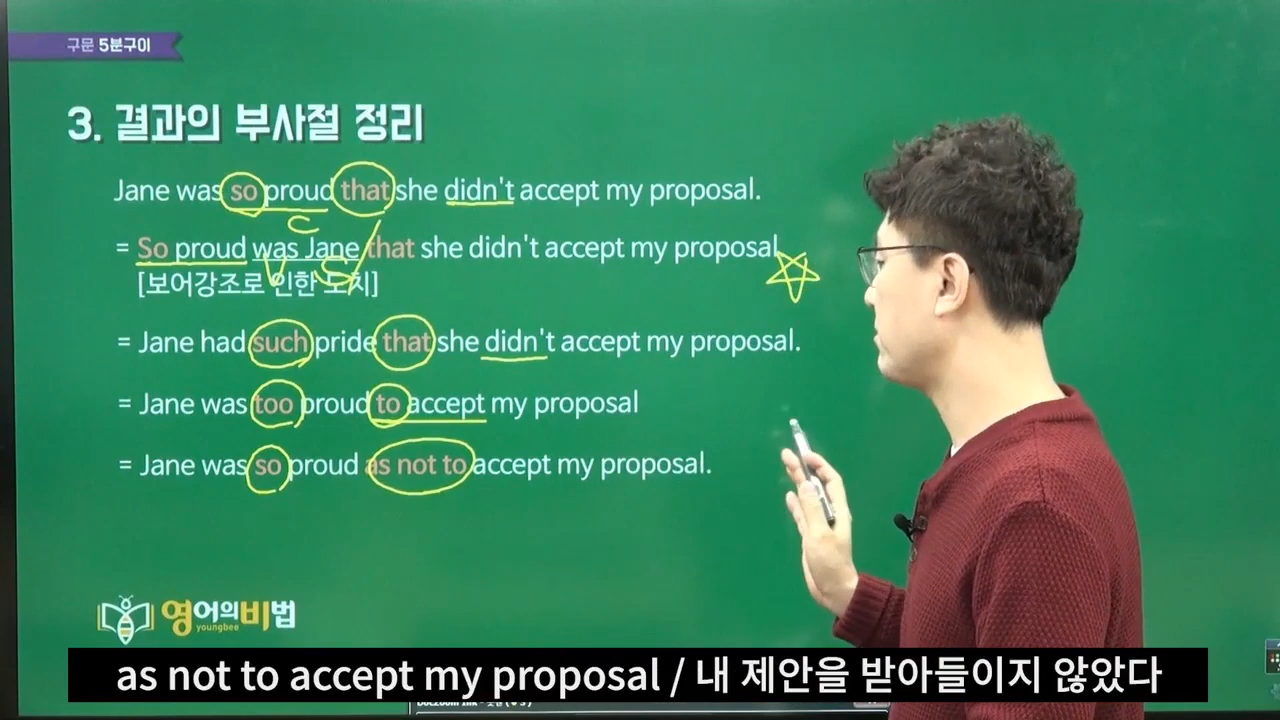 구문 5분구이
3. 결과의 부사절 정리
Jane was so proud that she didn't accept my proposal.
C
= So proud was Jane that she didn't accept my proposal
V S
[보어강조로 인한 도치]
= Jane had such pride that she didn't accept my proposal.
= Jane was too proud to accept my proposal
= Jane was so proud as not to accept my proposal.
영어의비법
youngbee
as not to accept my proposal / 내 제안을 받아들이지 않았다